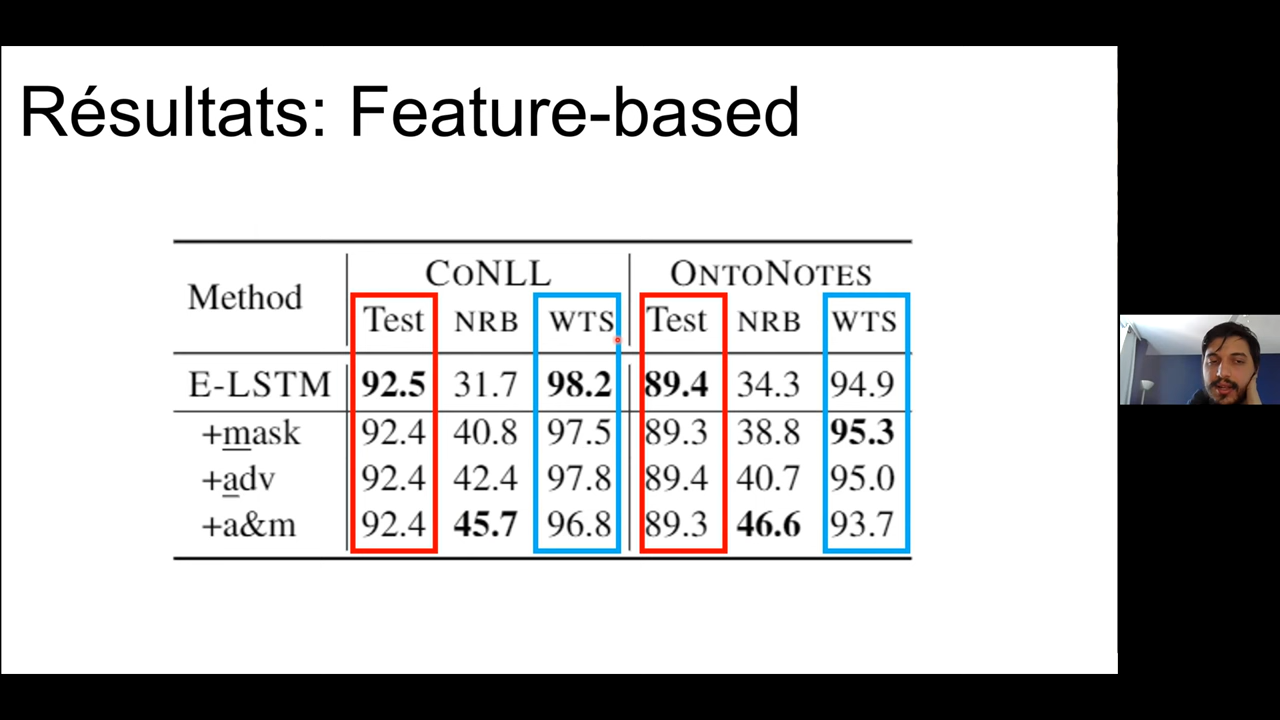 Résultats: Feature-based
Method CONLL ONTONOTES
Test NRB WTS Test NRB WTS
E-LSTM 92.5 31.7 98.2 89.4 34.3 94.9
+mask 92.4 40.8 97.5 89.3 38.8 95.3
+adv 92.4 42.4 97.8 89.4 40.7 95.0
+a&m 92.4 45.7 96.8 89.3 46.6 93.7